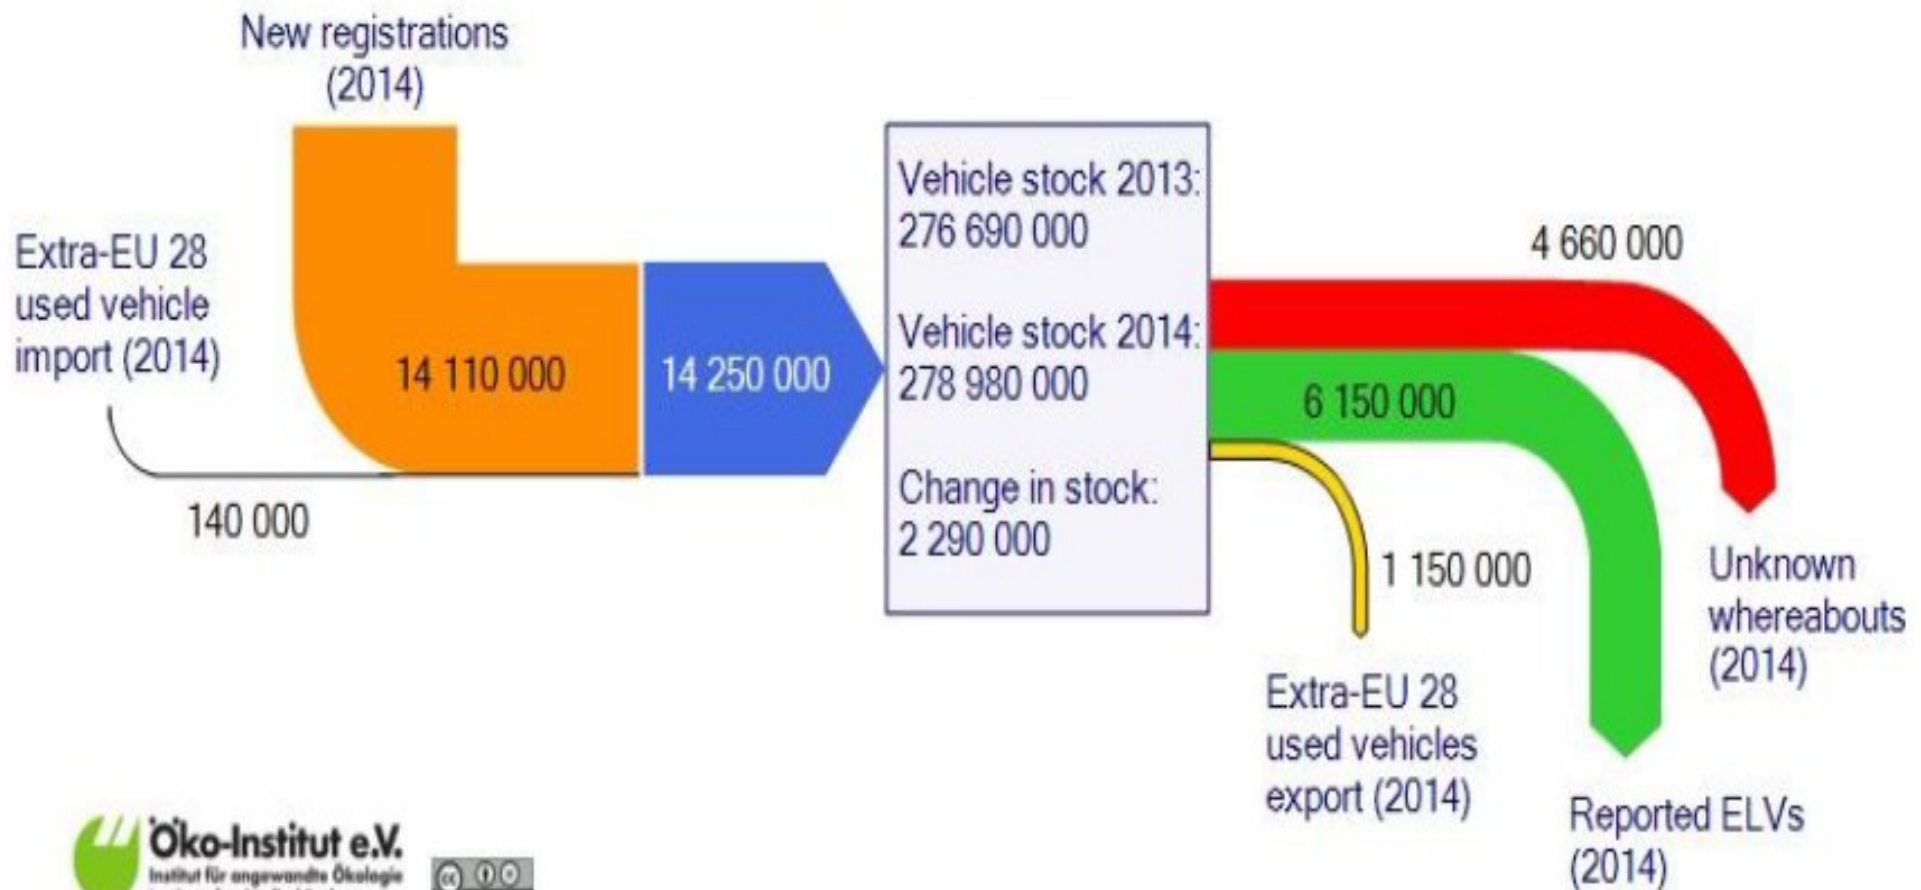 New registrations
(2014)
Extra-EU 28
used vehicle
import (2014)
14 110 000
140 000
14 250 000
Vehicle stock 2013:
276 690 000
Vehicle stock 2014:
278 980 000
Change in stock:
2 290 000
4 660 000
6 150 000
1 150 000
Unknown
whereabouts
(2014)
Extra-EU 28
used vehicles
export (2014)
Reported ELVs
(2014)
Öko-Institut e.V.
Institut für angewandte Ökologie
cc